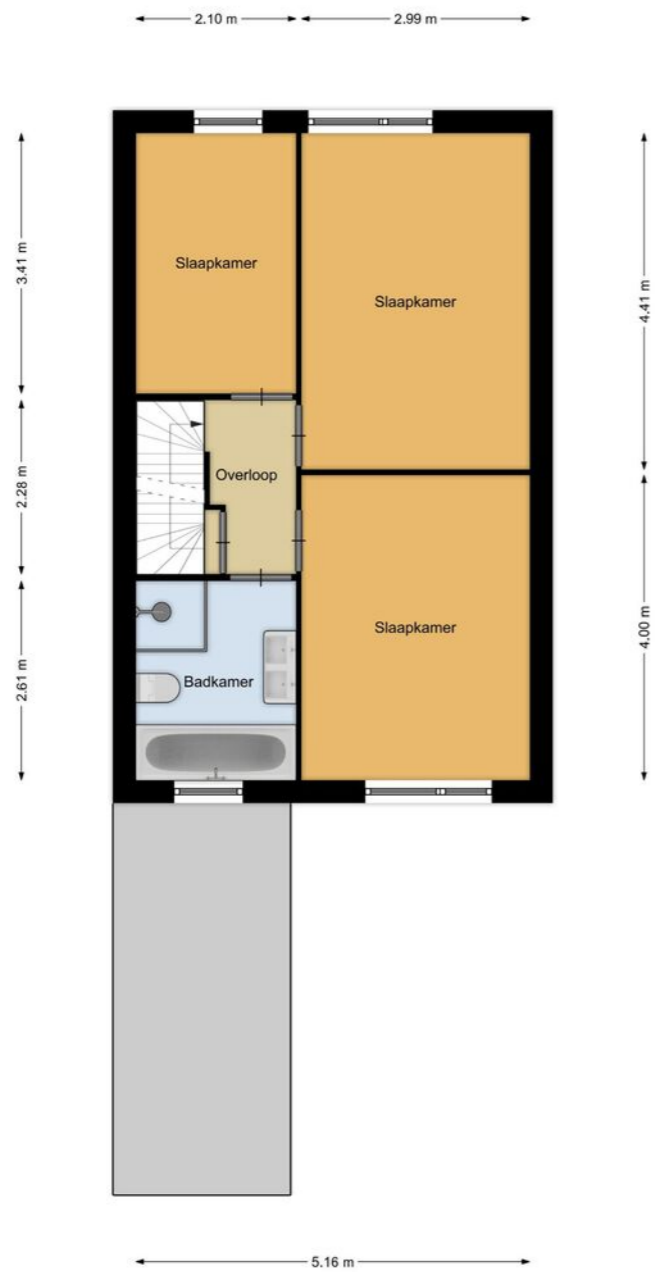 2.10 m
2.99 m
3.41 m
4.41 m
Slaapkamer
Slaapkamer
2.28 m
Overloop
2.61 m
4.00 m
Slaapkamer
Badkamer
5.16 m